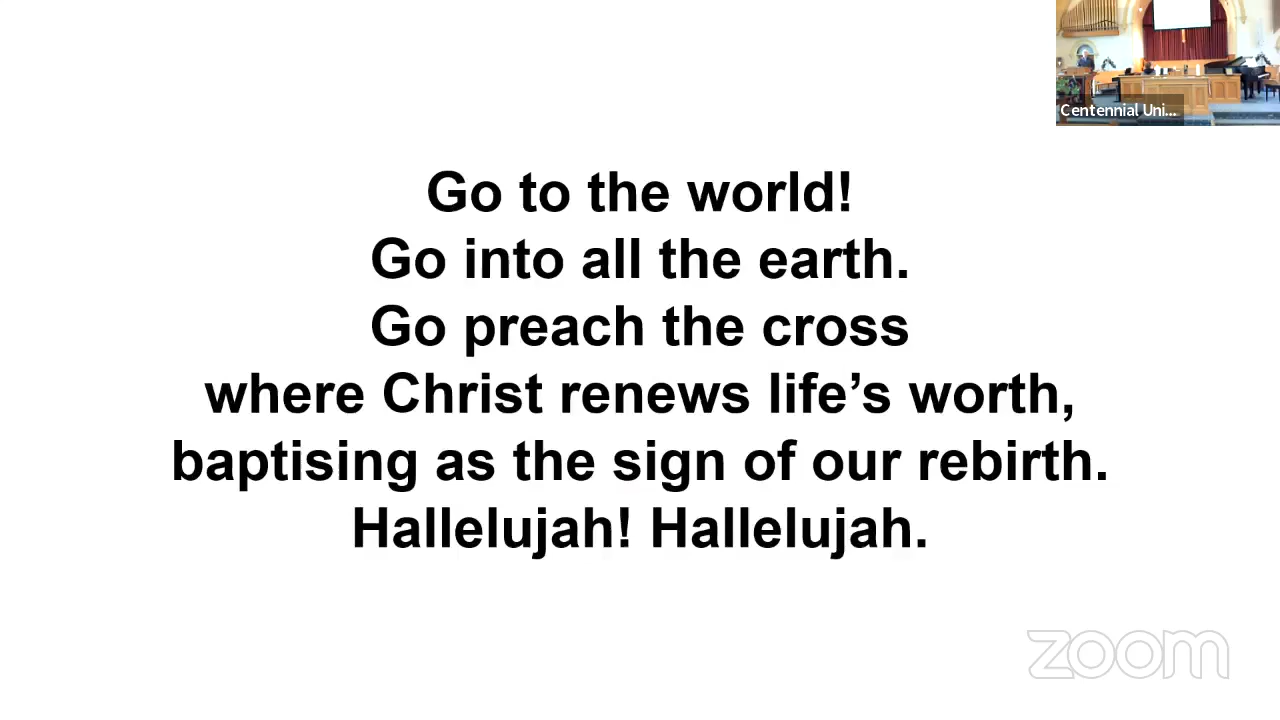 Centennial Uni...
Go to the world!
Go into all the earth.
Go preach the cross
where Christ renews life’s worth,
baptising as the sign of our rebirth.
Hallelujah! Hallelujah.
zoom